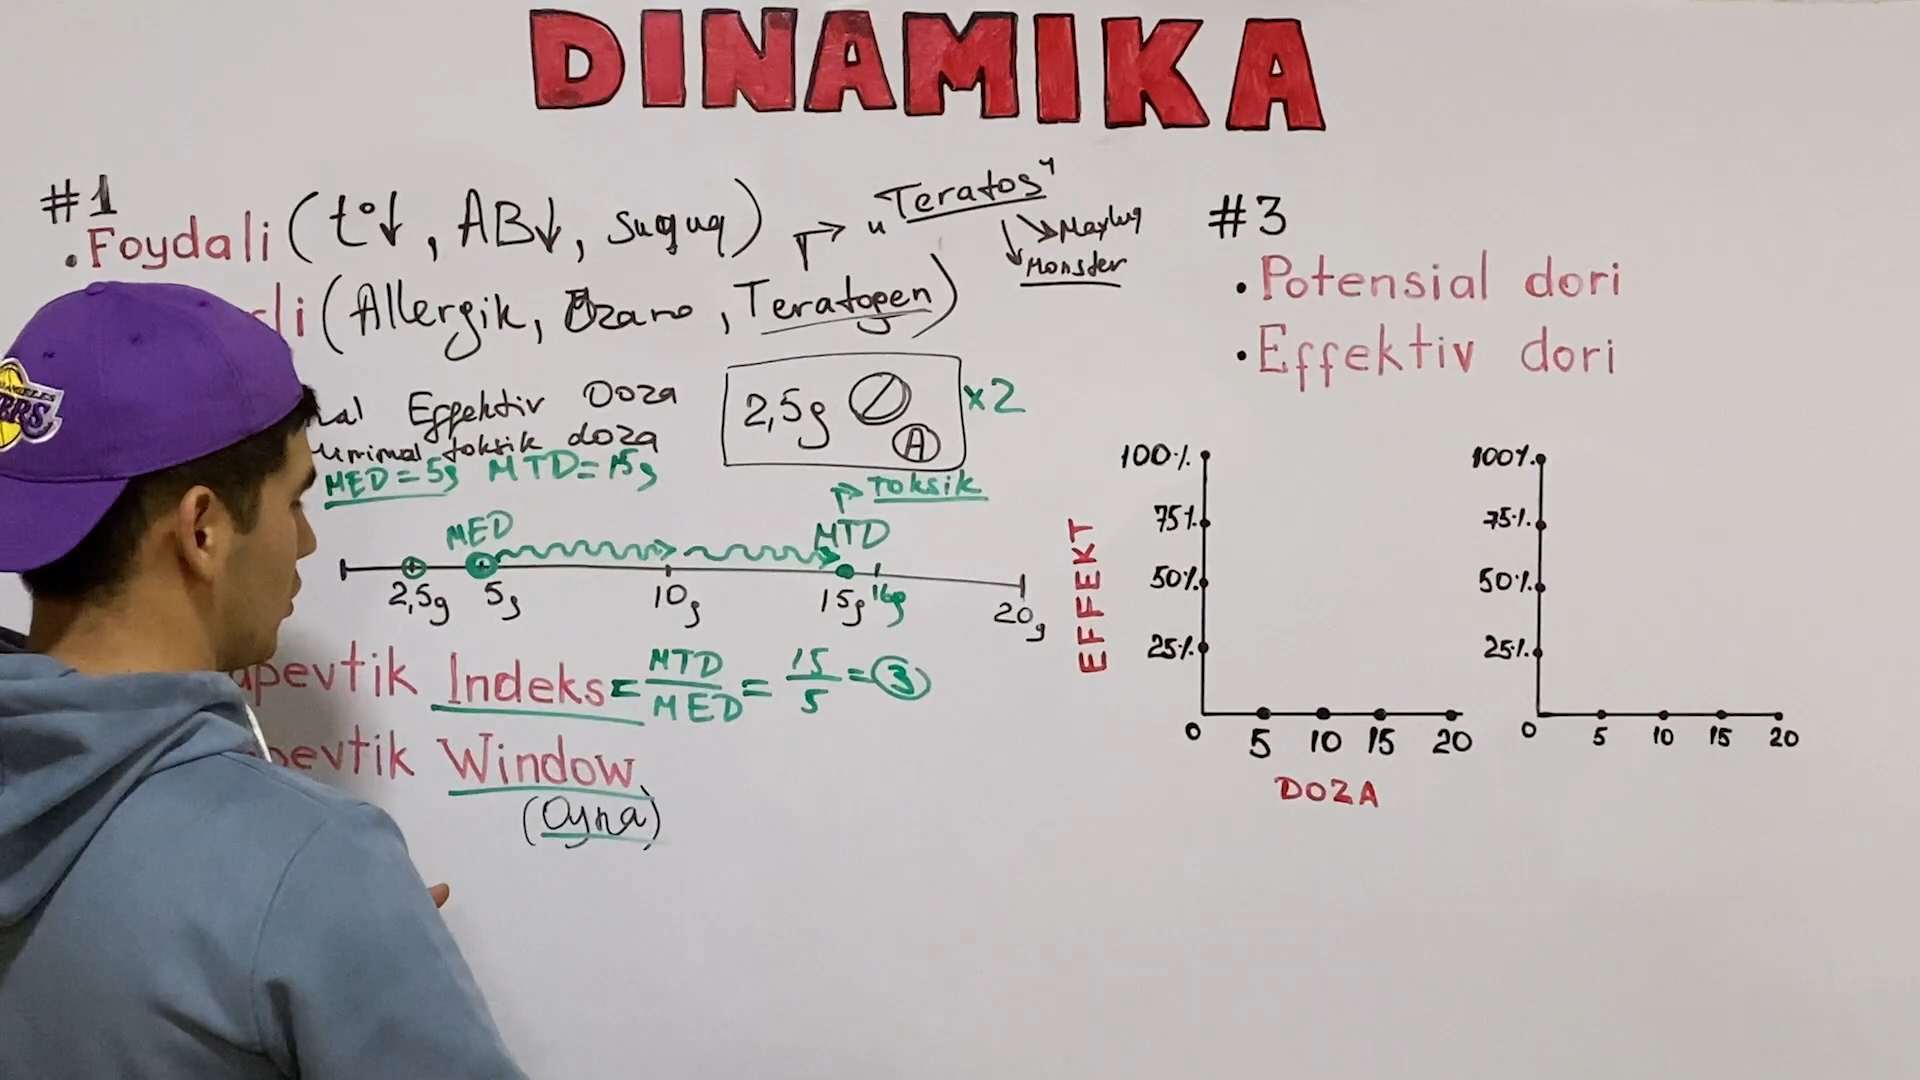 DINAMIKA
#1
• Foydali (t°↓, AB↓, suquq)
li (Allergik, Ozano, Teratogen)
"Teratos"
Maxluq
Monster
al Effektiv Doza
minimal toksik doza
MED = 5g MTD = 15g
2,5g A ×2
toksik
MED MTD
2,5g 5g 10g 15g 16g 20g
apevtik Indeks = MTD/MED = 15/5 = 3
pevtik Window
(Oyna)
#3
• Potensial dori
• Effektiv dori
EFFEKT
100%
75%
50%
25%
0 5 10 15 20
DOZA
100%
75%
50%
25%
0 5 10 15 20